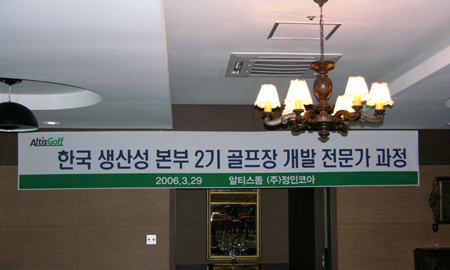 AltisGolf
한국 생산성 본부 2기 골프장 개발 전문가 과정
2006,3,29 알티스톰 (주)정인코아